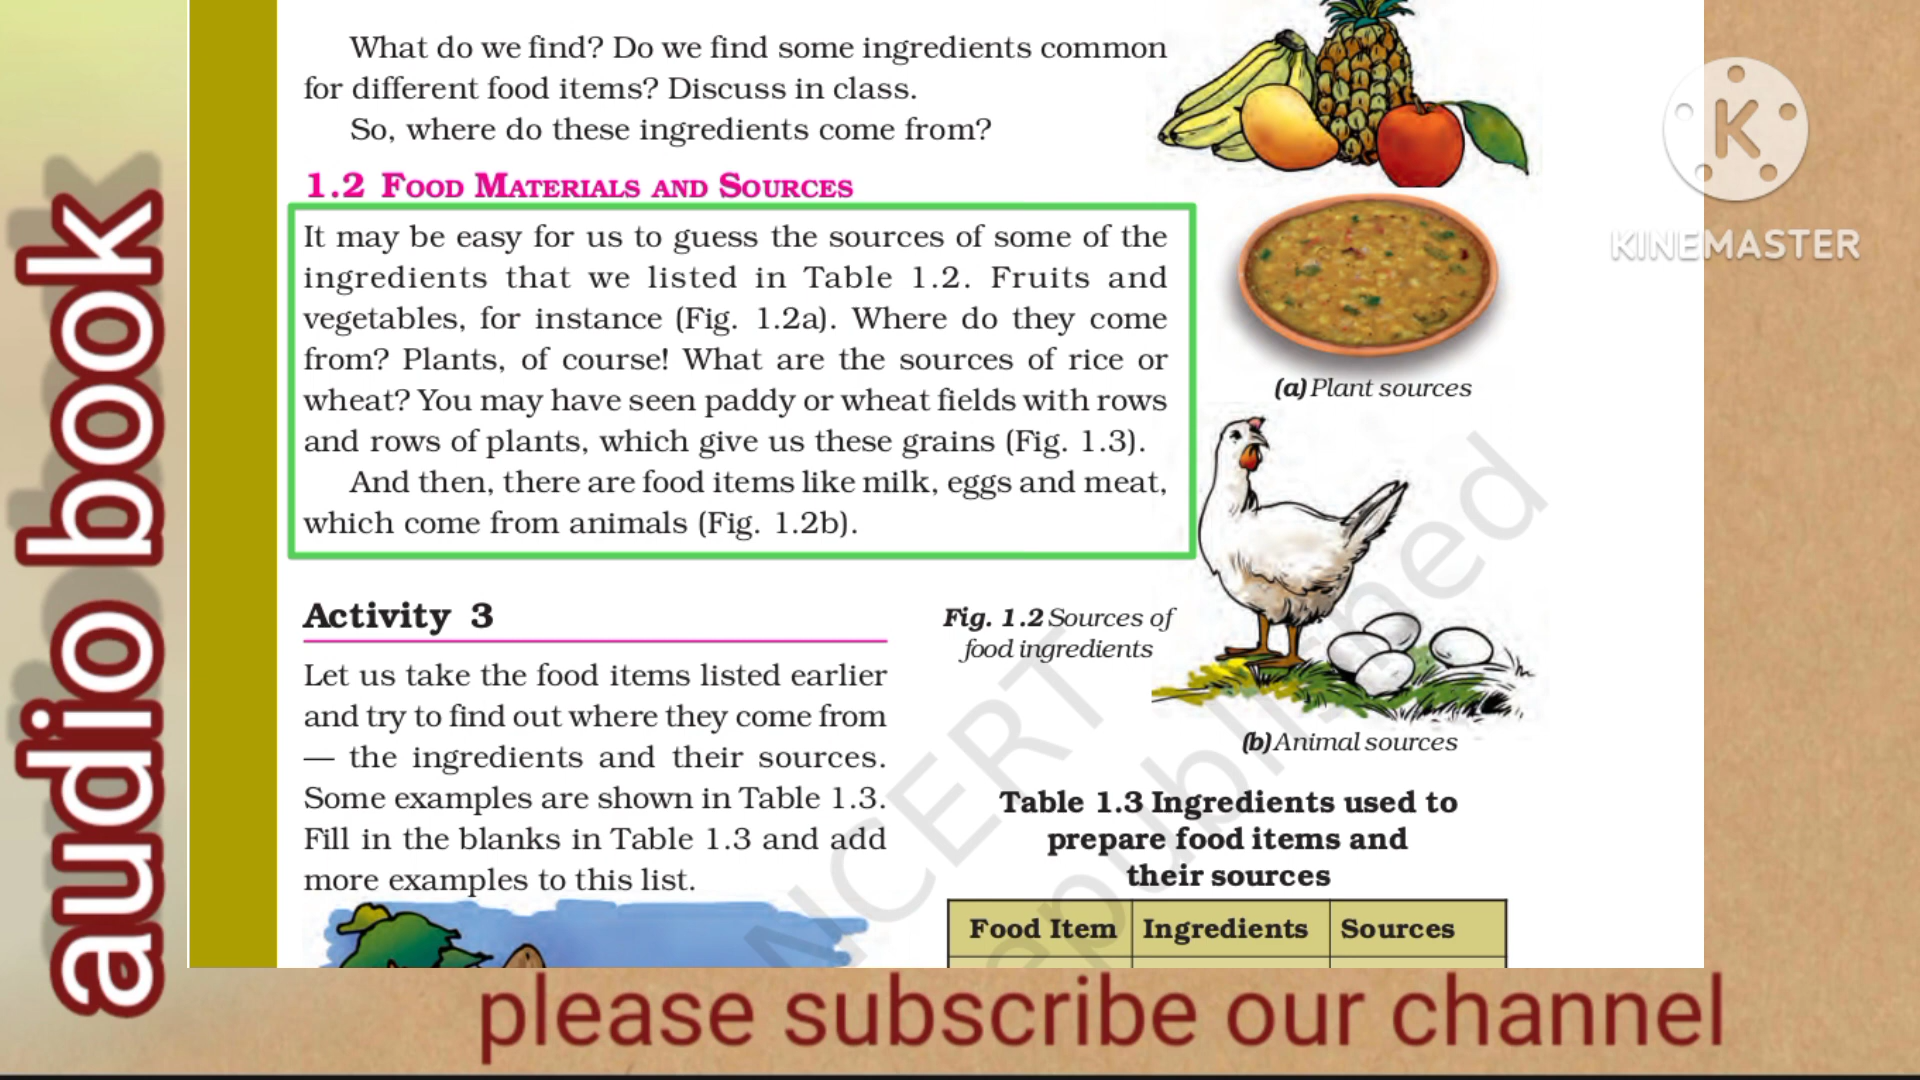 What do we find? Do we find some ingredients common
for different food items? Discuss in class.
So, where do these ingredients come from?
1.2 FOOD MATERIALS AND SOURCES
It may be easy for us to guess the sources of some of the
ingredients that we listed in Table 1.2. Fruits and
vegetables, for instance (Fig. 1.2a). Where do they come
from? Plants, of course! What are the sources of rice or
wheat? You may have seen paddy or wheat fields with rows
and rows of plants, which give us these grains (Fig. 1.3).
And then, there are food items like milk, eggs and meat,
which come from animals (Fig. 1.2b).
(a) Plant sources
Fig. 1.2 Sources of
food ingredients
(b) Animal sources
Activity 3
Let us take the food items listed earlier
and try to find out where they come from
— the ingredients and their sources.
Some examples are shown in Table 1.3.
Fill in the blanks in Table 1.3 and add
more examples to this list.
Table 1.3 Ingredients used to
prepare food items and
their sources
Food Item Ingredients Sources
NCERT
epublished
audio book
K
KINEMASTER
please subscribe our channel